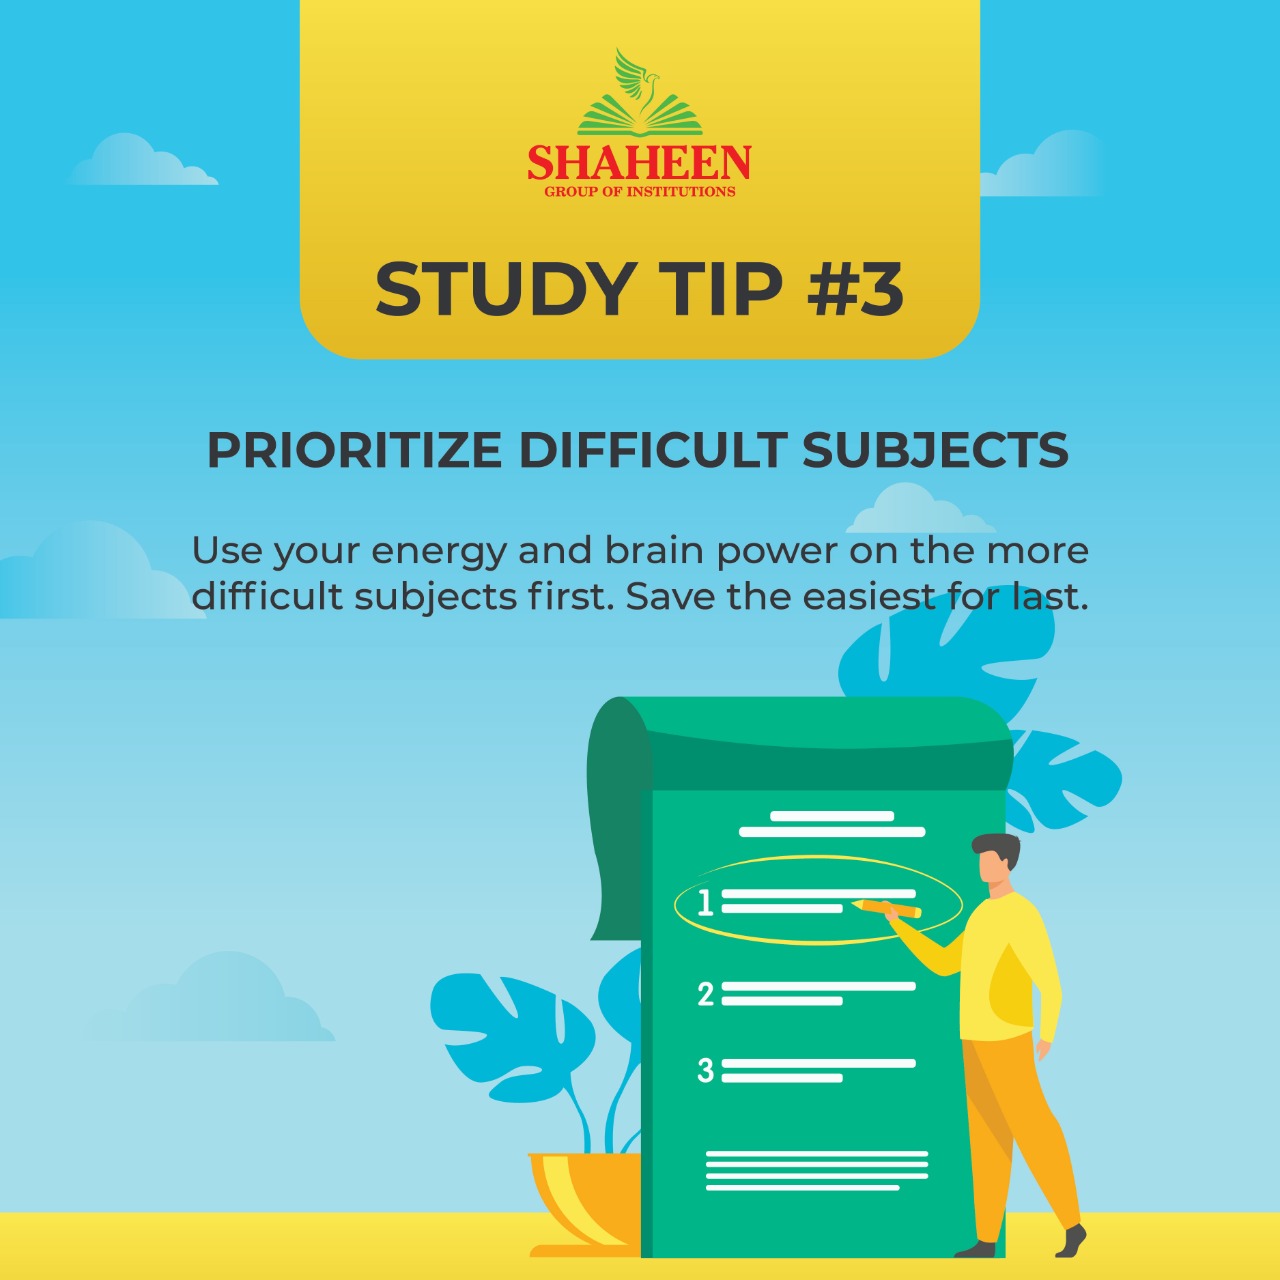 SHAHEEN
GROUP OF INSTITUTIONS
STUDY TIP #3
PRIORITIZE DIFFICULT SUBJECTS
Use your energy and brain power on the more
difficult subjects first. Save the easiest for last.
1
2
3